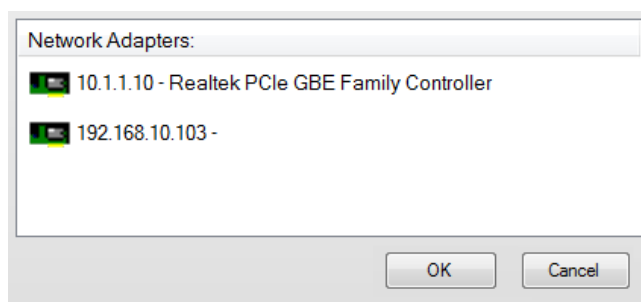 Network Adapters:
10.1.1.10 - Realtek PCIe GBE Family Controller
192.168.10.103 -
OK
Cancel